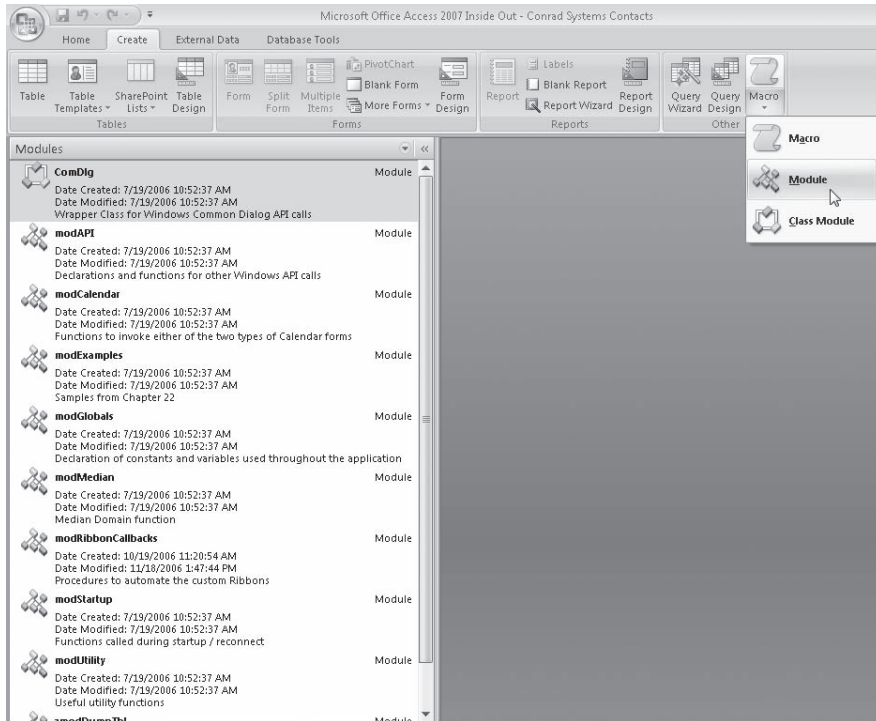 Microsoft Office Access 2007 Inside Out - Conrad Systems Contacts
Home Create External Data Database Tools
Table
Table Templates
SharePoint Lists
Table Design
Tables
Form
Split Form
Multiple Items
PivotChart
Blank Form
More Forms
Form Design
Forms
Report
Labels
Blank Report
Report Wizard
Report Design
Reports
Query Wizard
Query Design
Macro
Other
Macro
Module
Class Module
Modules
ComDlg Module
Date Created: 7/19/2006 10:52:37 AM
Date Modified: 7/19/2006 10:52:37 AM
Wrapper Class for Windows Common Dialog API calls
modAPI Module
Date Created: 7/19/2006 10:52:37 AM
Date Modified: 7/19/2006 10:52:37 AM
Declarations and functions for other Windows API calls
modCalendar Module
Date Created: 7/19/2006 10:52:37 AM
Date Modified: 7/19/2006 10:52:37 AM
Functions to invoke either of the two types of Calendar forms
modExamples Module
Date Created: 7/19/2006 10:52:37 AM
Date Modified: 7/19/2006 10:52:37 AM
Samples from Chapter 22
modGlobals Module
Date Created: 7/19/2006 10:52:37 AM
Date Modified: 7/19/2006 10:52:37 AM
Declaration of constants and variables used throughout the application
modMedian Module
Date Created: 7/19/2006 10:52:37 AM
Date Modified: 7/19/2006 10:52:37 AM
Median Domain function
modRibbonCallbacks Module
Date Created: 10/19/2006 11:20:54 AM
Date Modified: 11/18/2006 1:47:44 PM
Procedures to automate the custom Ribbons
modStartup Module
Date Created: 7/19/2006 10:52:37 AM
Date Modified: 7/19/2006 10:52:37 AM
Functions called during startup / reconnect
modUtility Module
Date Created: 7/19/2006 10:52:37 AM
Date Modified: 7/19/2006 10:52:37 AM
Useful utility functions
Module